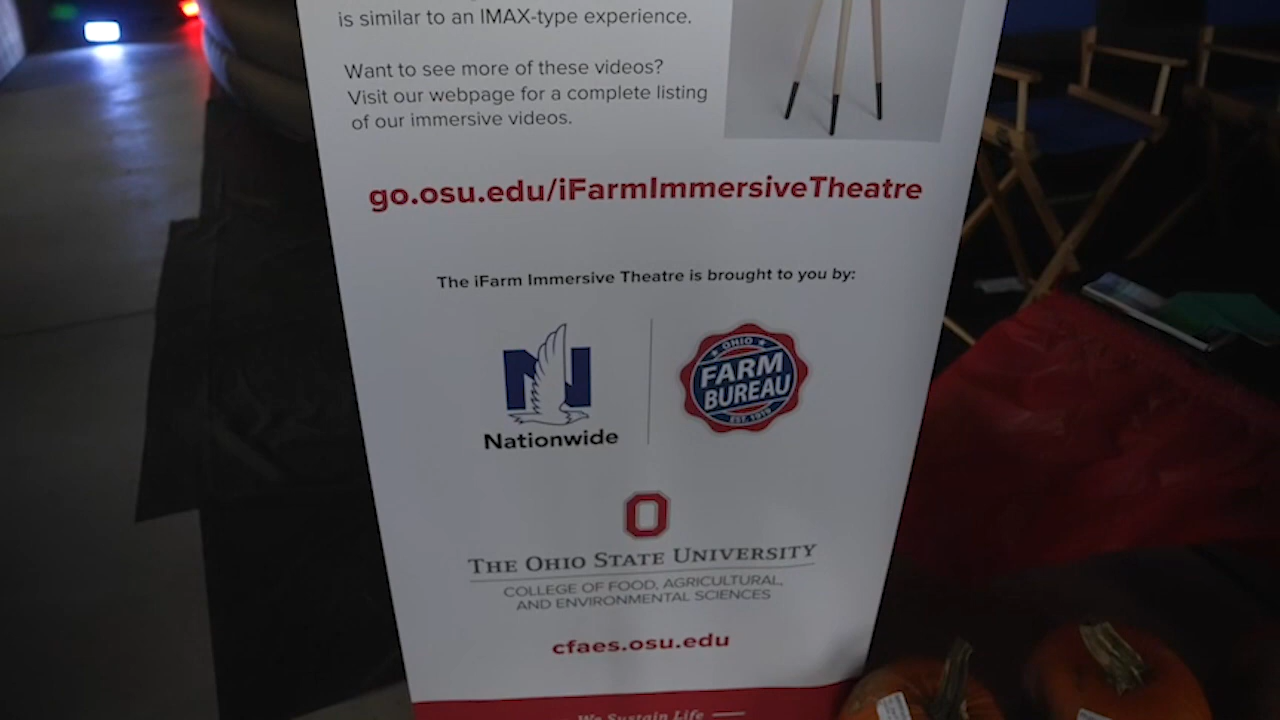 is similar to an IMAX-type experience.
Want to see more of these videos?
Visit our webpage for a complete listing
of our immersive videos.
go.osu.edu/iFarmImmersiveTheatre
The iFarm Immersive Theatre is brought to you by:
N
Nationwide
OHIO
FARM
BUREAU
EST. 1919
O
THE OHIO STATE UNIVERSITY
COLLEGE OF FOOD, AGRICULTURAL,
AND ENVIRONMENTAL SCIENCES
cfaes.osu.edu
We Sustain Life